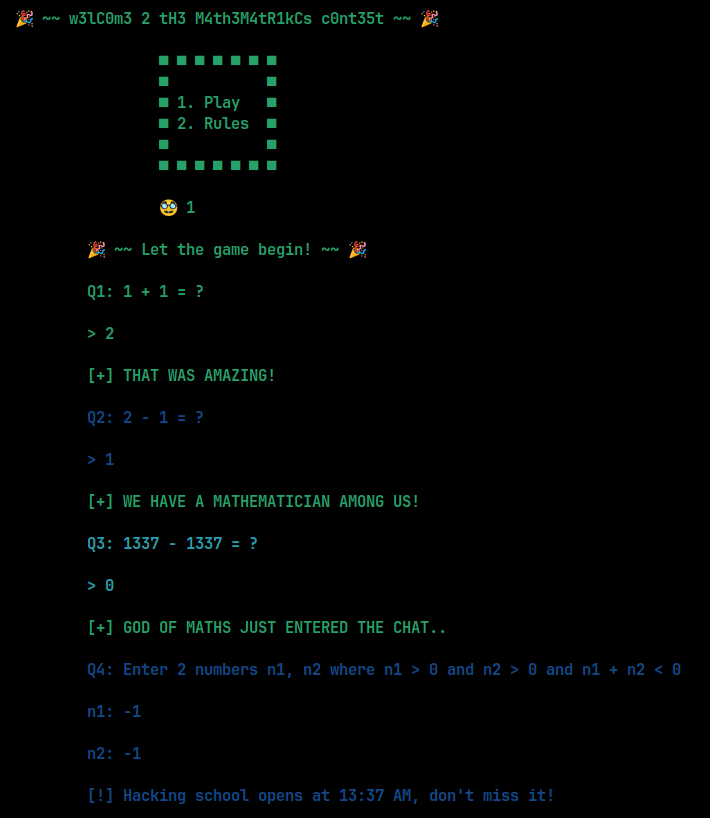 🎉 ~~ w3lC0m3 2 tH3 M4th3M4tR1kCs c0nt35t ~~ 🎉
■ ■ ■ ■ ■ ■ ■
■ ■
■ 1. Play ■
■ 2. Rules ■
■ ■
■ ■ ■ ■ ■ ■ ■
🥸 1
🎉 ~~ Let the game begin! ~~ 🎉
Q1: 1 + 1 = ?
> 2
[+] THAT WAS AMAZING!
Q2: 2 - 1 = ?
> 1
[+] WE HAVE A MATHEMATICIAN AMONG US!
Q3: 1337 - 1337 = ?
> 0
[+] GOD OF MATHS JUST ENTERED THE CHAT..
Q4: Enter 2 numbers n1, n2 where n1 > 0 and n2 > 0 and n1 + n2 < 0
n1: -1
n2: -1
[!] Hacking school opens at 13:37 AM, don't miss it!